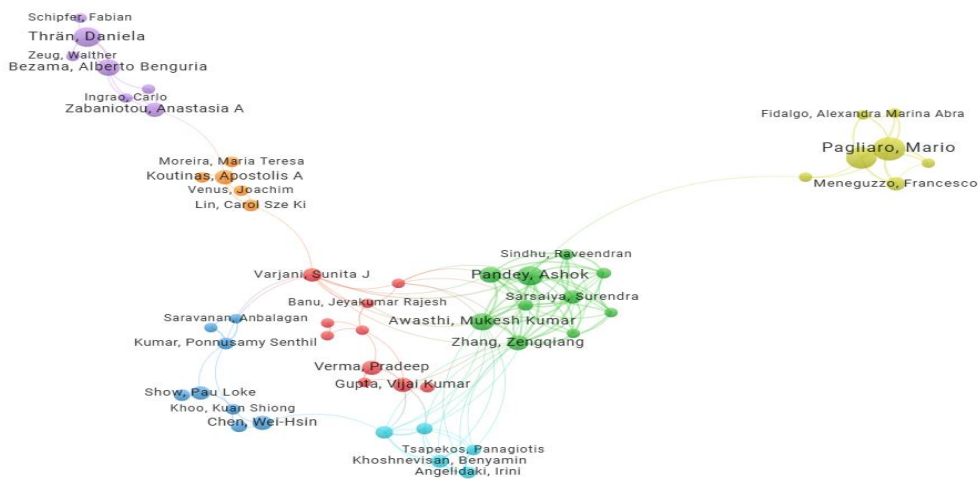 Schipfer, Fabian
Thrän, Daniela
Zeug, Walther
Bezama, Alberto Benguria
Ingrao, Carlo
Zabaniotou, Anastasia A
Fidalgo, Alexandra Marina Abra
Pagliaro, Mario
Meneguzzo, Francesco
Moreira, Maria Teresa
Koutinas, Apostolis A
Venus, Joachim
Lin, Carol Sze Ki
Sindhu, Raveendran
Varjani, Sunita J
Pandey, Ashok
Banu, Jeyakumar Rajesh
Sarsaiya, Surendra
Saravanan, Anbalagan
Awasthi, Mukesh Kumar
Kumar, Ponnusamy Senthil
Zhang, Zengqiang
Verma, Pradeep
Gupta, Vijai Kumar
Show, Pau Loke
Khoo, Kuan Shiong
Chen, Wei-Hsin
Tsapekos, Panagiotis
Khoshnevisan, Benyamin
Angelidaki, Irini